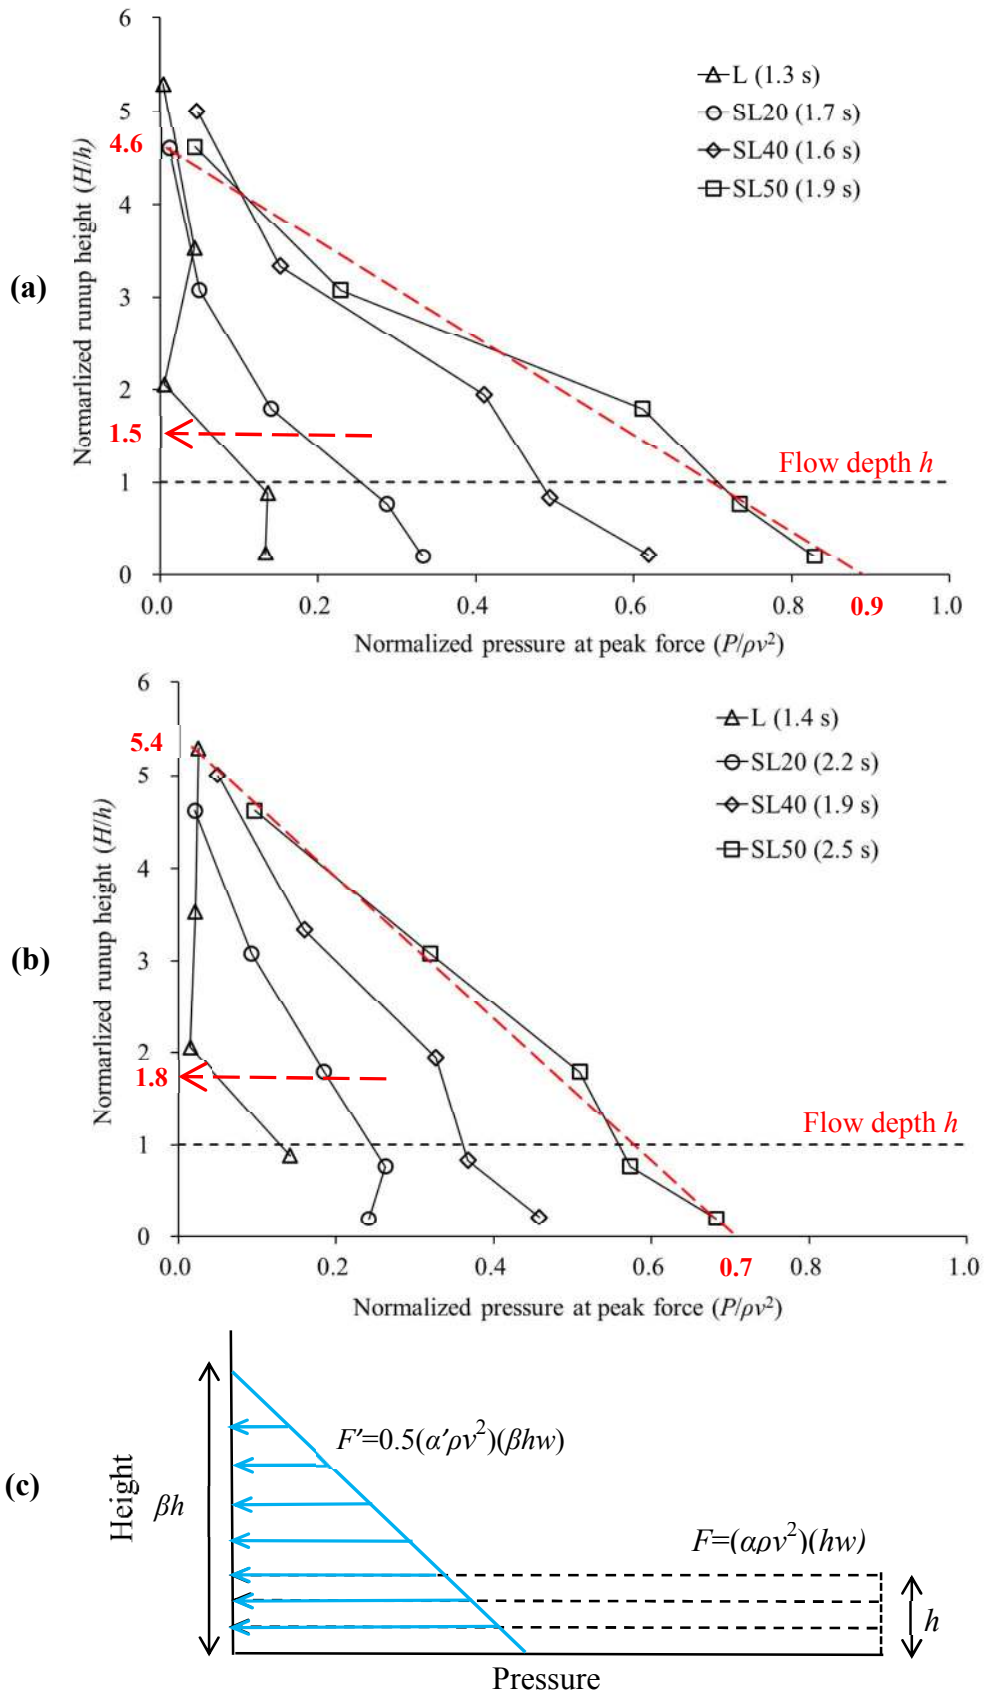 (a)
Normarlized runup height (H/h)
6
5
4.6
4
3
2
1.5
1
0
L (1.3 s)
SL20 (1.7 s)
SL40 (1.6 s)
SL50 (1.9 s)
Flow depth h
0.0 0.2 0.4 0.6 0.8 0.9 1.0
Normalized pressure at peak force (P/ρv²)
(b)
Normarlized runup height (H/h)
6
5.4
5
4
3
2
1.8
1
0
L (1.4 s)
SL20 (2.2 s)
SL40 (1.9 s)
SL50 (2.5 s)
Flow depth h
0.0 0.2 0.4 0.6 0.7 0.8 1.0
Normalized pressure at peak force (P/ρv²)
(c)
Height
βh
F'=0.5(α'ρv²)(βhw)
F=(αρv²)(hw)
h
Pressure